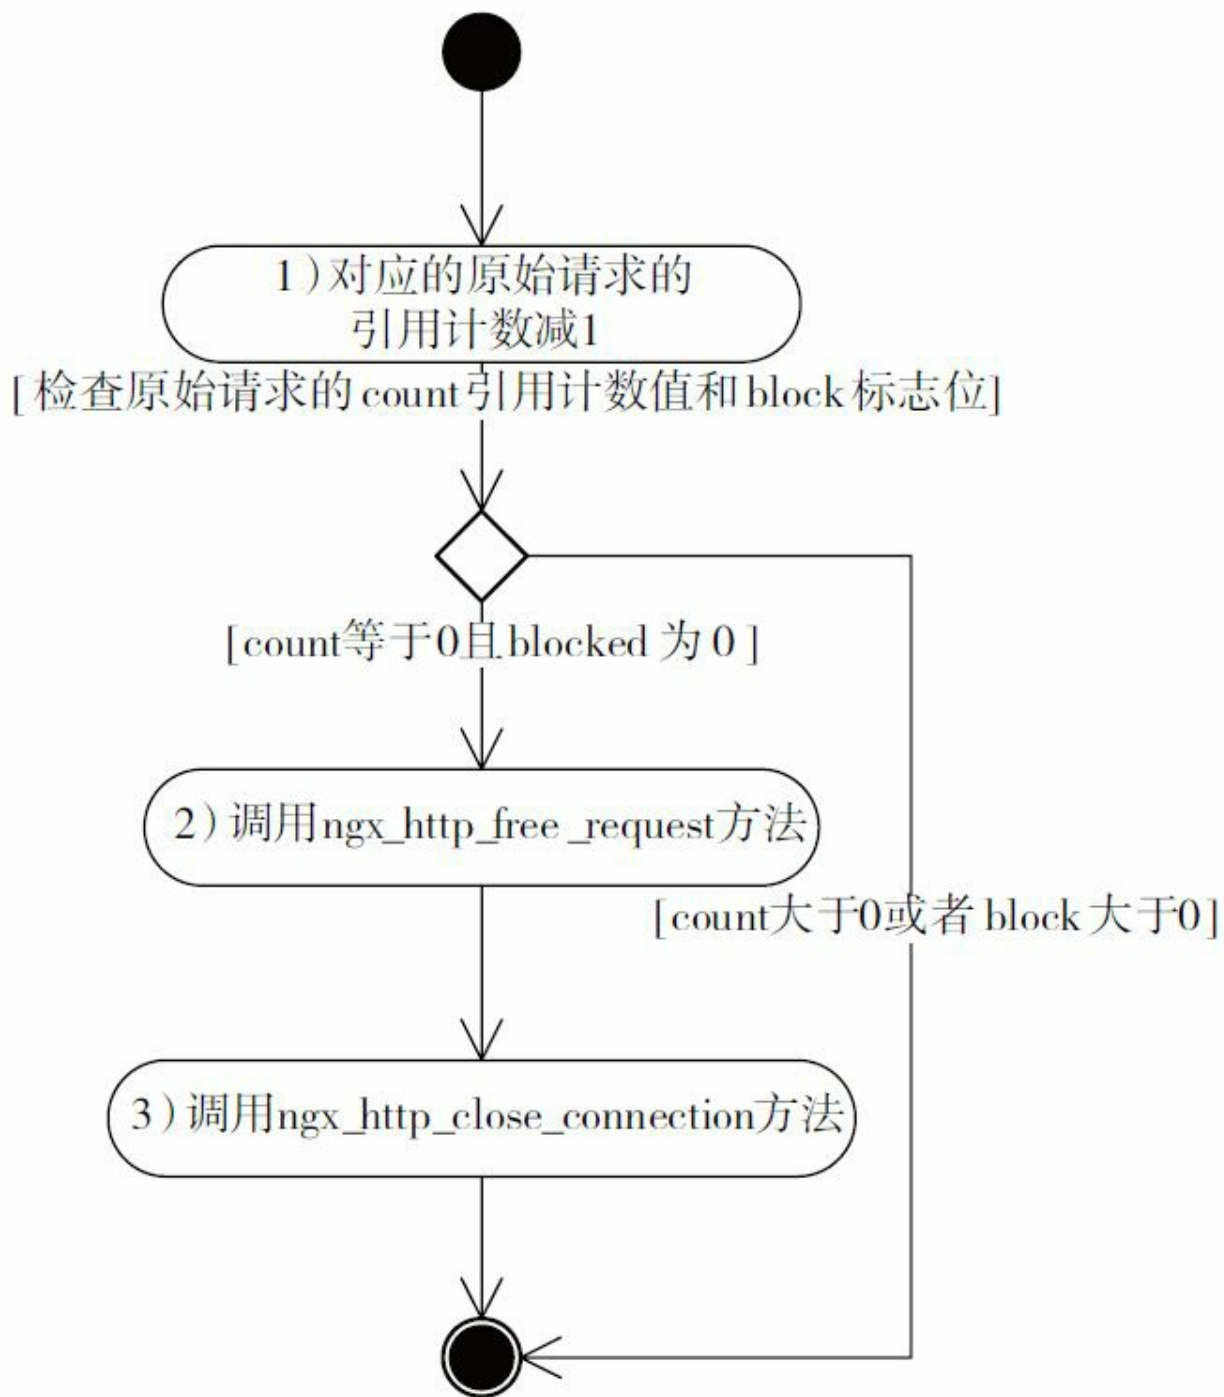 1)对应的原始请求的
引用计数减1
[检查原始请求的count引用计数值和block标志位]
[count等于0且blocked为0]
2)调用ngx_http_free_request方法
[count大于0或者block大于0]
3)调用ngx_http_close_connection方法